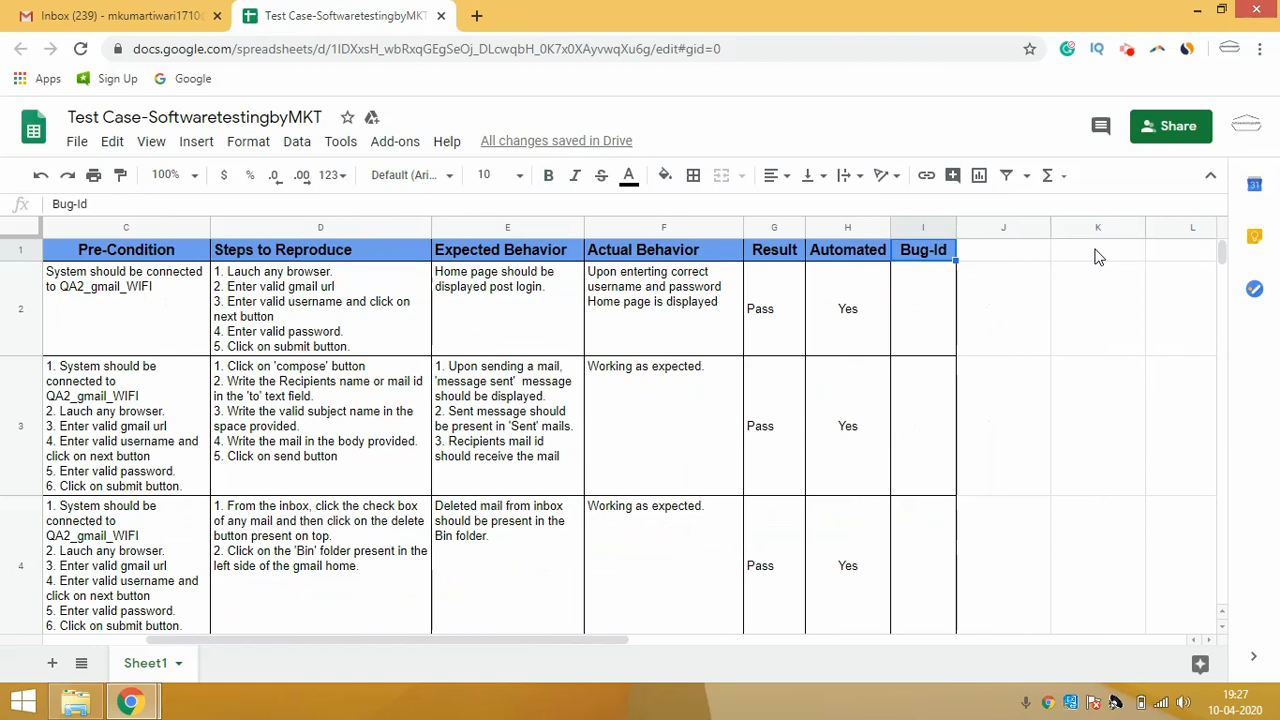 Inbox (239) - mkumartiwari1710@
Test Case-SoftwaretestingbyMKT
docs.google.com/spreadsheets/d/1IDXxsH_wbRxqGEgSeOj_DLcwqbH_0K7x0XAyvwqXu6g/edit#gid=0
Apps Sign Up Google
Test Case-SoftwaretestingbyMKT
File Edit View Insert Format Data Tools Add-ons Help All changes saved in Drive
Share
100% $ % .0 .00 123 Default (Ari... 10 B I S A
fx Bug-Id
C D E F G H I J K L
1 Pre-Condition Steps to Reproduce Expected Behavior Actual Behavior Result Automated Bug-Id
2
System should be connected
to QA2_gmail_WIFI
1. Lauch any browser.
2. Enter valid gmail url
3. Enter valid username and click on
next button
4. Enter valid password.
5. Click on submit button.
Home page should be
displayed post login.
Upon enterting correct
username and password
Home page is displayed
Pass
Yes
3
1. System should be
connected to
QA2_gmail_WIFI
2. Lauch any browser.
3. Enter valid gmail url
4. Enter valid username and
click on next button
5. Enter valid password.
6. Click on submit button.
1. Click on 'compose' button
2. Write the Recipients name or mail id
in the 'to' text field.
3. Write the valid subject name in the
space provided.
4. Write the mail in the body provided.
5. Click on send button
1. Upon sending a mail,
'message sent' message
should be displayed.
2. Sent message should
be present in 'Sent' mails.
3. Recipients mail id
should receive the mail
Working as expected.
Pass
Yes
4
1. System should be
connected to
QA2_gmail_WIFI
2. Lauch any browser.
3. Enter valid gmail url
4. Enter valid username and
click on next button
5. Enter valid password.
6. Click on submit button.
1. From the inbox, click the check box
of any mail and then click on the delete
button present on top.
2. Click on the 'Bin' folder present in the
left side of the gmail home.
Deleted mail from inbox
should be present in the
Bin folder.
Working as expected.
Pass
Yes
Sheet1
19:27
10-04-2020